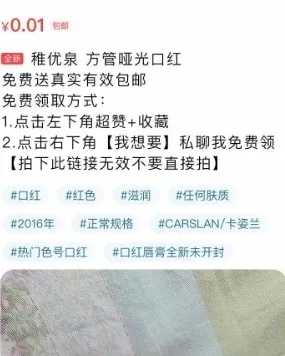 ¥0.01 包邮
全新 稚优泉 方管哑光口红
免费送真实有效包邮
免费领取方式：
1.点击左下角超赞+收藏
2.点击右下角【我想要】私聊我免费领
【拍下此链接无效不要直接拍】
#口红 #红色 #滋润 #任何肤质
#2016年 #正常规格 #CARSLAN/卡姿兰
#热门色号口红 #口红唇膏全新未开封